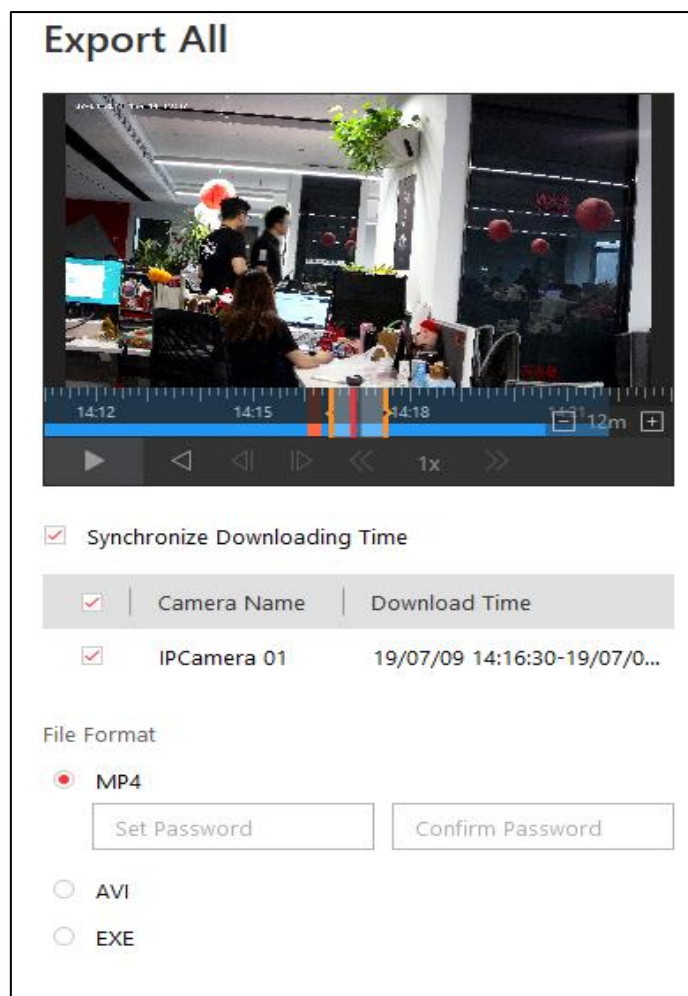 Export All
14:12 14:15 14:18 12m
1x
Synchronize Downloading Time
Camera Name Download Time
IPCamera 01 19/07/09 14:16:30-19/07/0...
File Format
MP4
Set Password Confirm Password
AVI
EXE